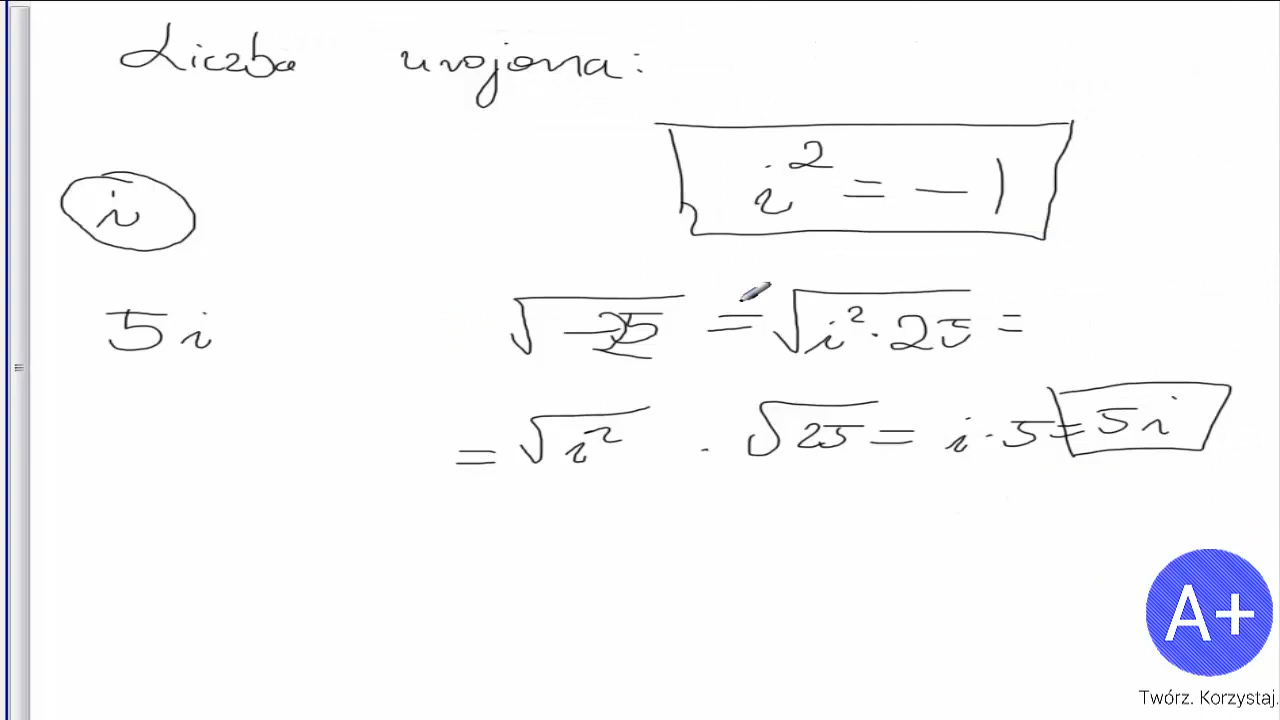 Liczba urojona:
i
i² = -1
5i
√-25 = √i²·25 =
= √i² · √25 = i·5 = 5i
A+
Twórz. Korzystaj.